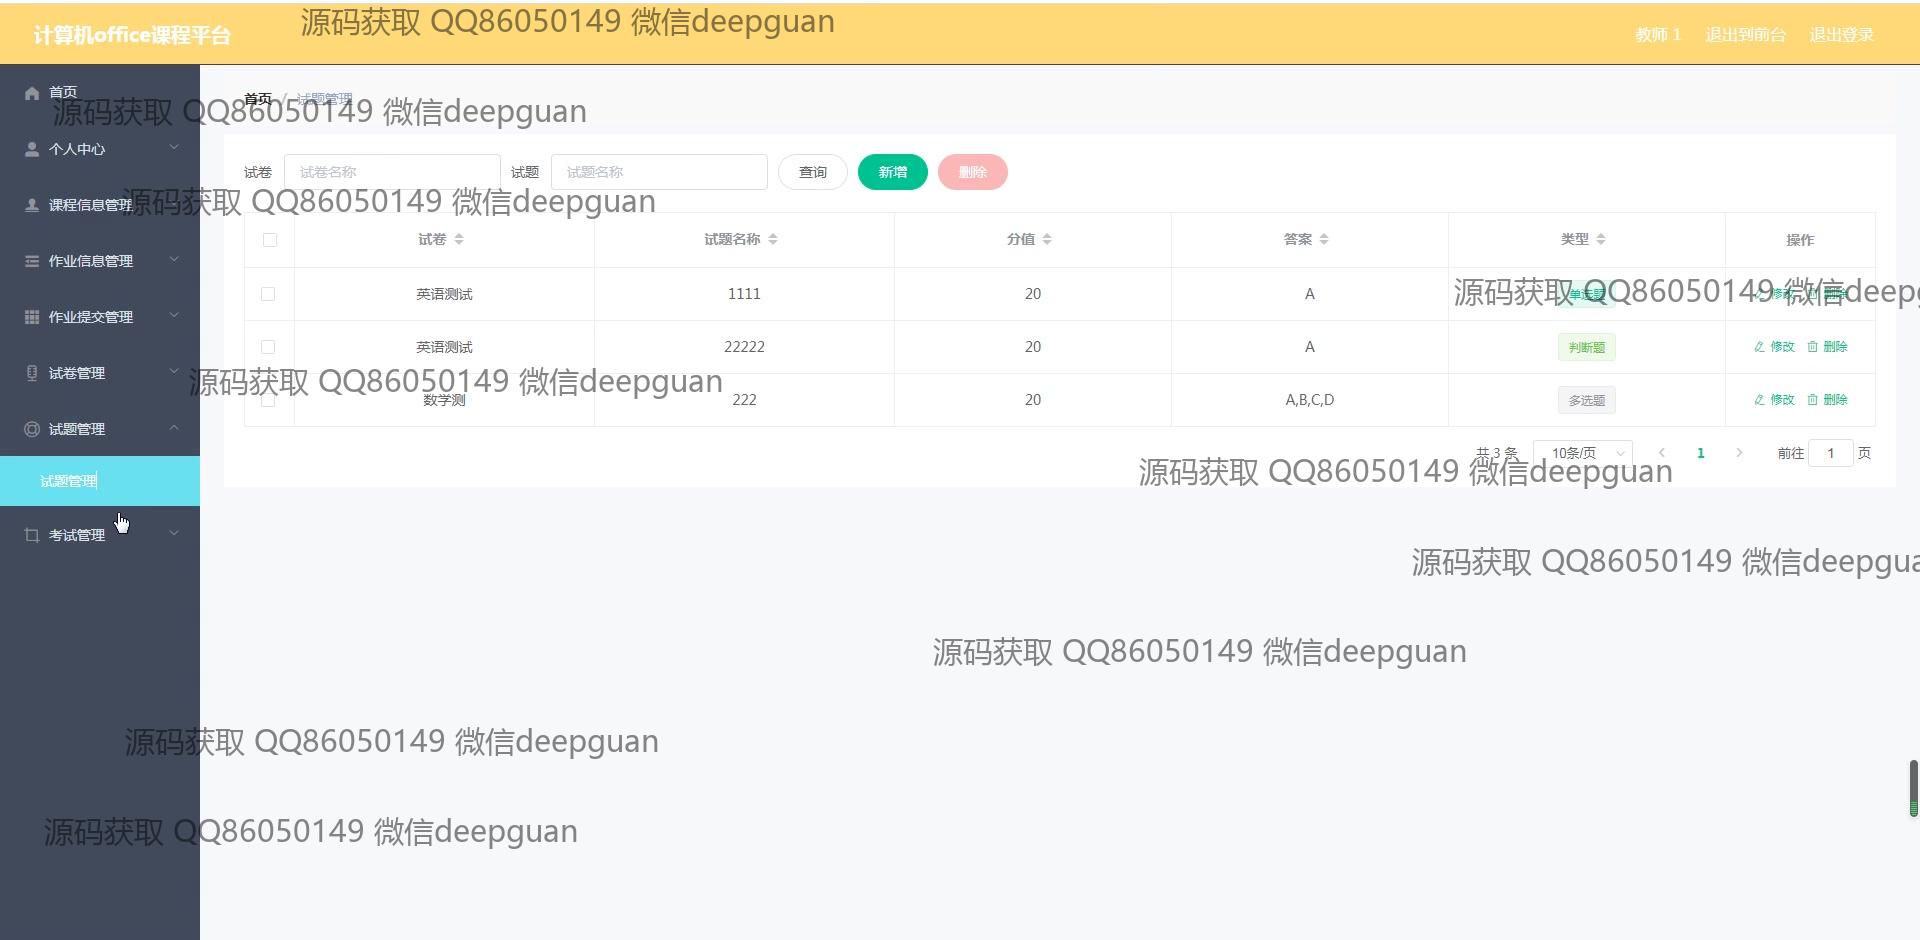 计算机office课程平台
源码获取 QQ86050149 微信deepguan
教师 1 退出到前台 退出登录
首页
首页 / 试题管理
源码获取 QQ86050149 微信deepguan
个人中心
试卷 试卷名称 试题 试题名称 查询 新增 删除
课程信息管理
源码获取 QQ86050149 微信deepguan
试卷 试题名称 分值 答案 类型 操作
作业信息管理
英语测试 1111 20 A 单选题 修改 删除
源码获取 QQ86050149 微信deepg
作业提交管理
英语测试 22222 20 A 判断题 修改 删除
试卷管理
源码获取 QQ86050149 微信deepguan
数学测 222 20 A,B,C,D 多选题 修改 删除
试题管理
共 3 条 10条/页 1 前往 1 页
源码获取 QQ86050149 微信deepguan
试题管理
考试管理
源码获取 QQ86050149 微信deepgua
源码获取 QQ86050149 微信deepguan
源码获取 QQ86050149 微信deepguan
源码获取 QQ86050149 微信deepguan